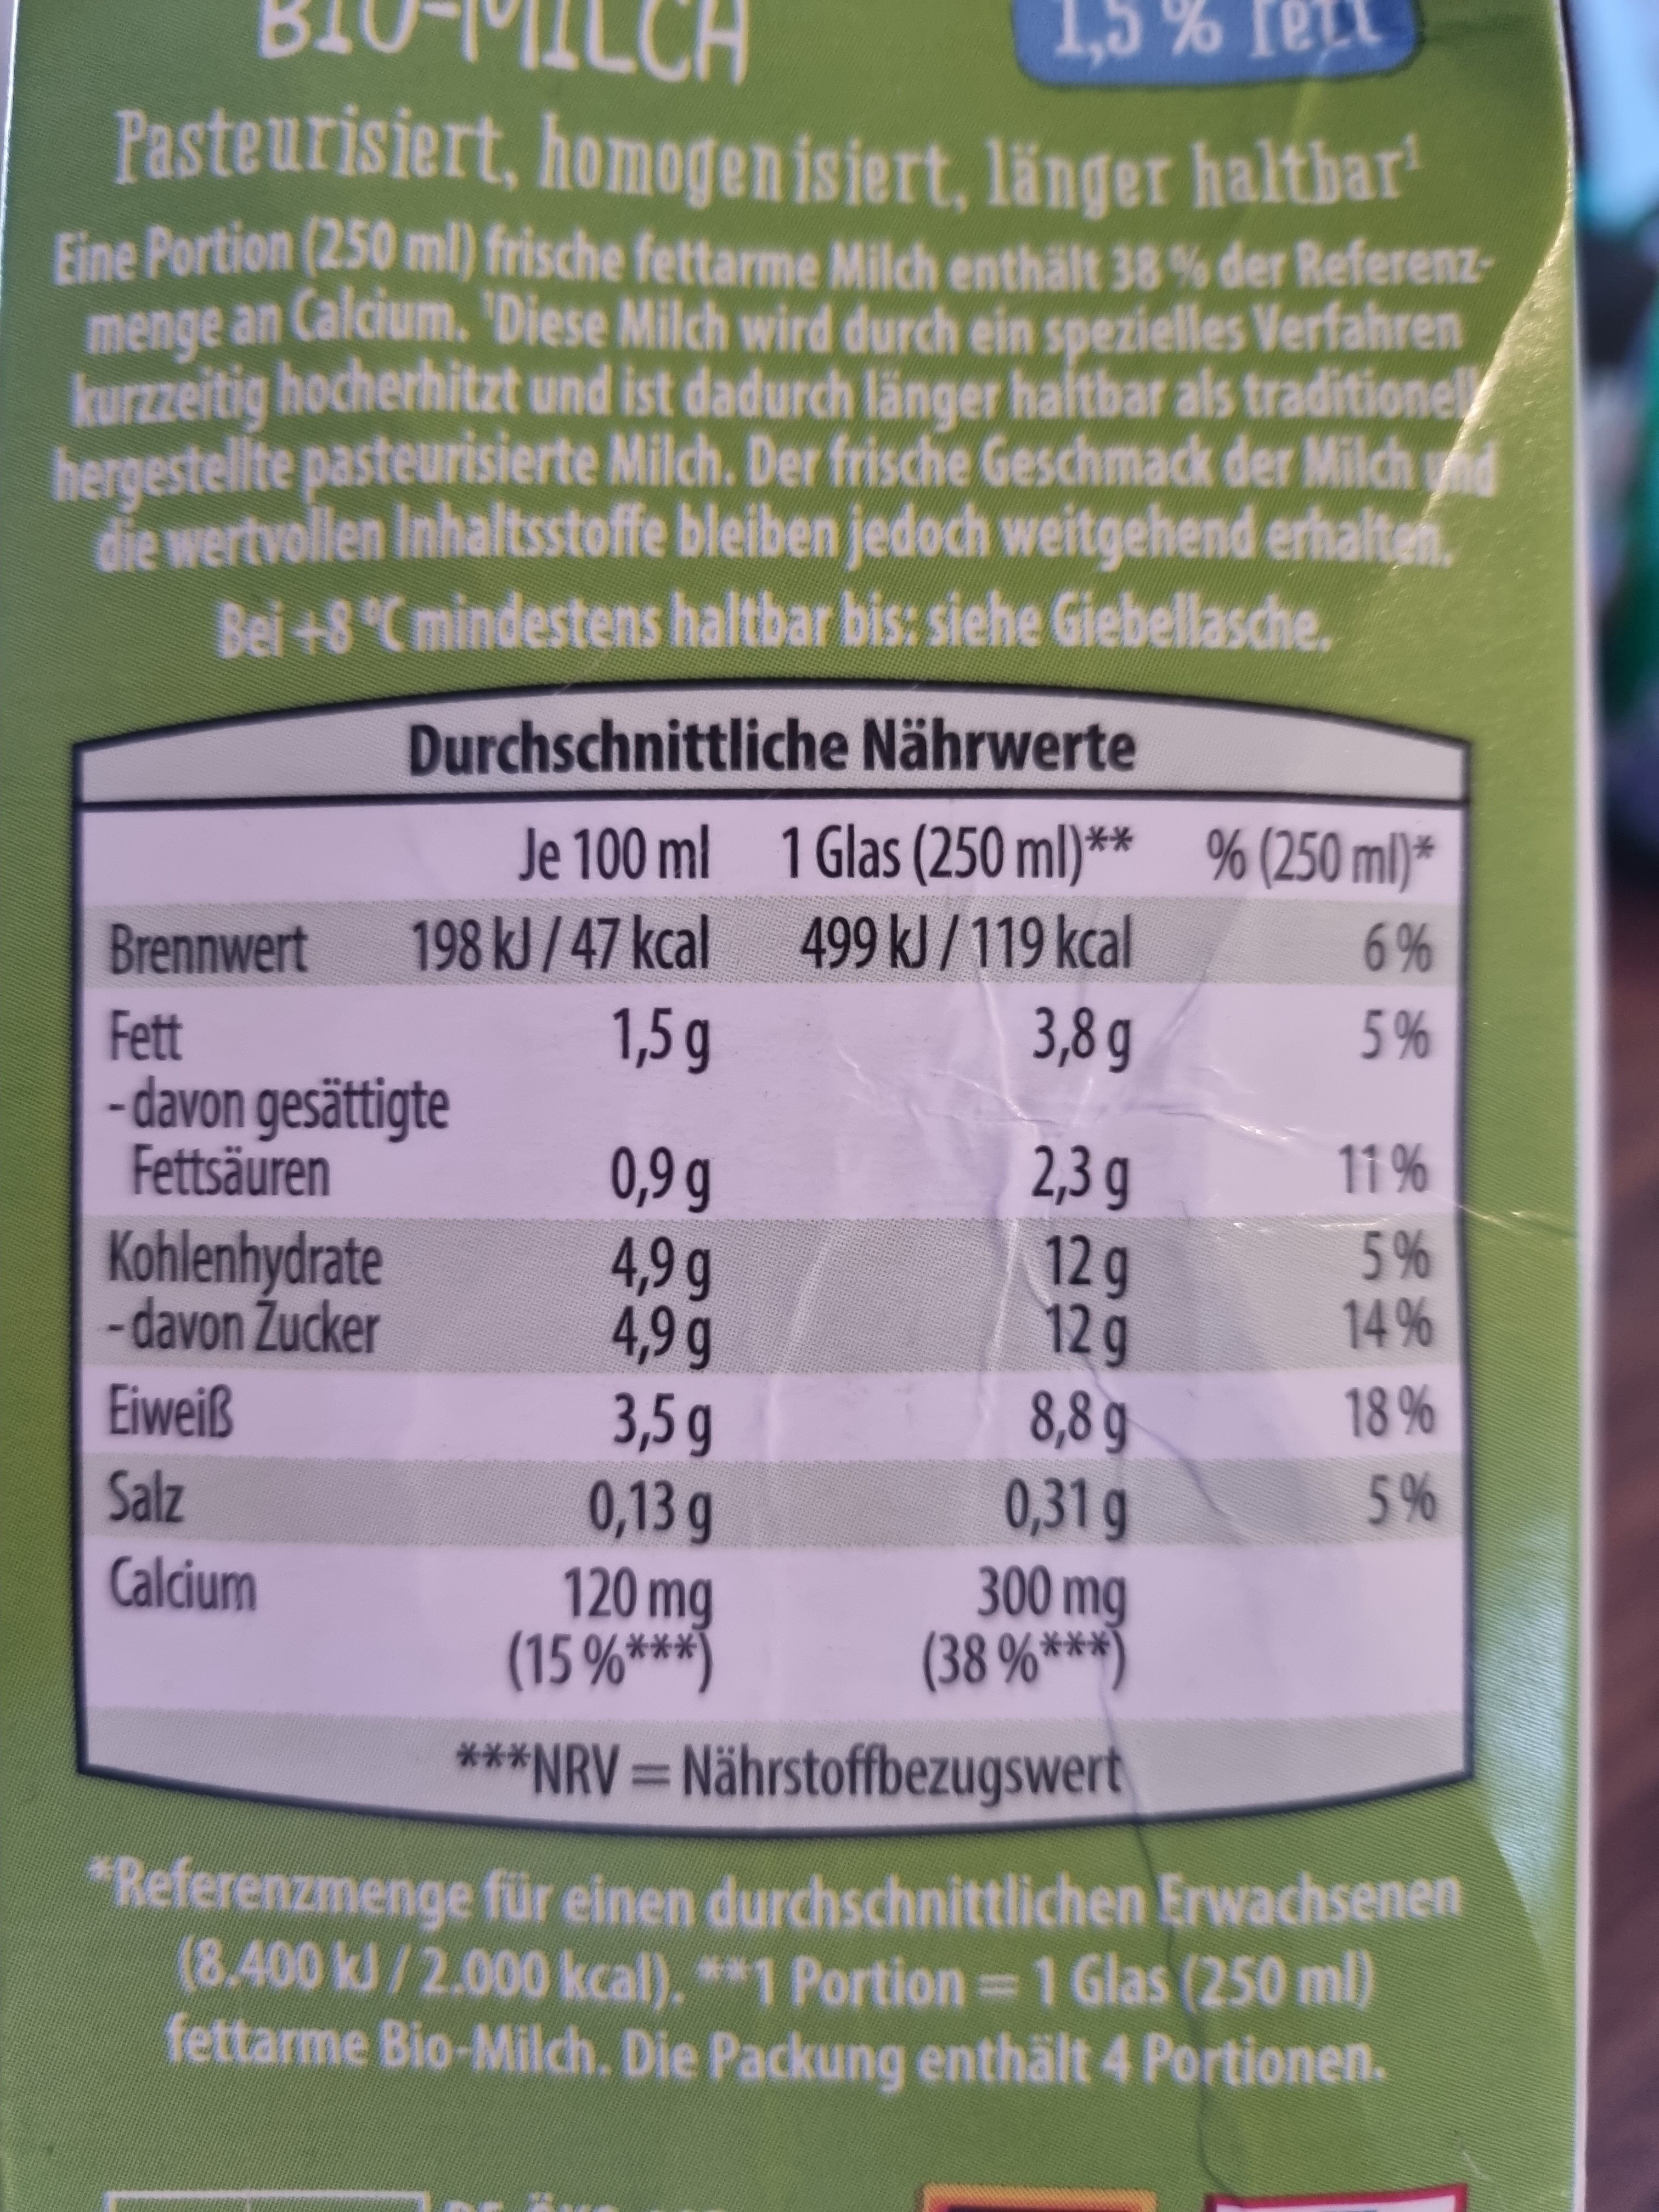 BIO-MILCH
1,5 % Fett
Pasteurisiert, homogenisiert, länger haltbar¹
Eine Portion (250 ml) frische fettarme Milch enthält 38 % der Referenz-
menge an Calcium. ¹Diese Milch wird durch ein spezielles Verfahren
kurzzeitig hocherhitzt und ist dadurch länger haltbar als traditionell
hergestellte pasteurisierte Milch. Der frische Geschmack der Milch und
die wertvollen Inhaltsstoffe bleiben jedoch weitgehend erhalten.
Bei +8 °C mindestens haltbar bis: siehe Giebellasche.
Durchschnittliche Nährwerte
Je 100 ml 1 Glas (250 ml)** % (250 ml)*
Brennwert 198 kJ / 47 kcal 499 kJ / 119 kcal 6 %
Fett 1,5 g 3,8 g 5 %
- davon gesättigte
Fettsäuren 0,9 g 2,3 g 11 %
Kohlenhydrate 4,9 g 12 g 5 %
- davon Zucker 4,9 g 12 g 14 %
Eiweiß 3,5 g 8,8 g 18 %
Salz 0,13 g 0,31 g 5 %
Calcium 120 mg 300 mg
(15 %***) (38 %***)
***NRV = Nährstoffbezugswert
*Referenzmenge für einen durchschnittlichen Erwachsenen
(8.400 kJ / 2.000 kcal). **1 Portion = 1 Glas (250 ml)
fettarme Bio-Milch. Die Packung enthält 4 Portionen.